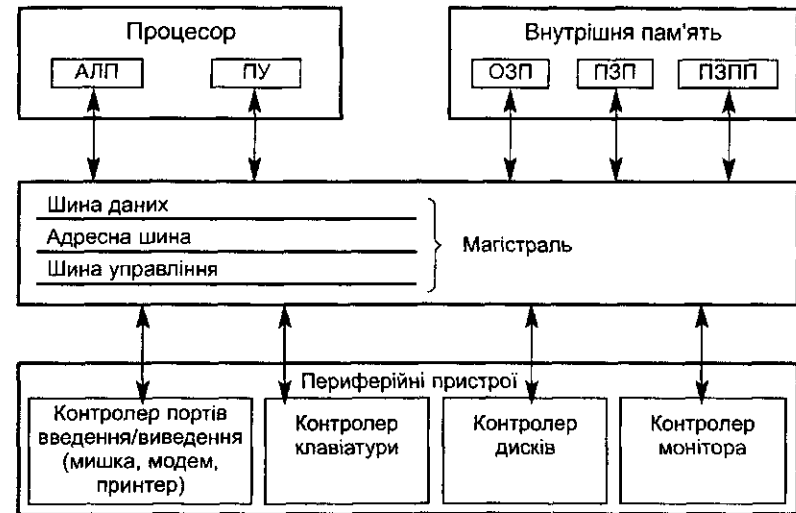 Процесор
АЛП
ПУ
Внутрішня пам'ять
ОЗП
ПЗП
ПЗПП
Шина даних
Адресна шина
Шина управління
Магістраль
Периферійні пристрої
Контролер портів
введення/виведення
(мишка, модем,
принтер)
Контролер
клавіатури
Контролер
дисків
Контролер
монітора